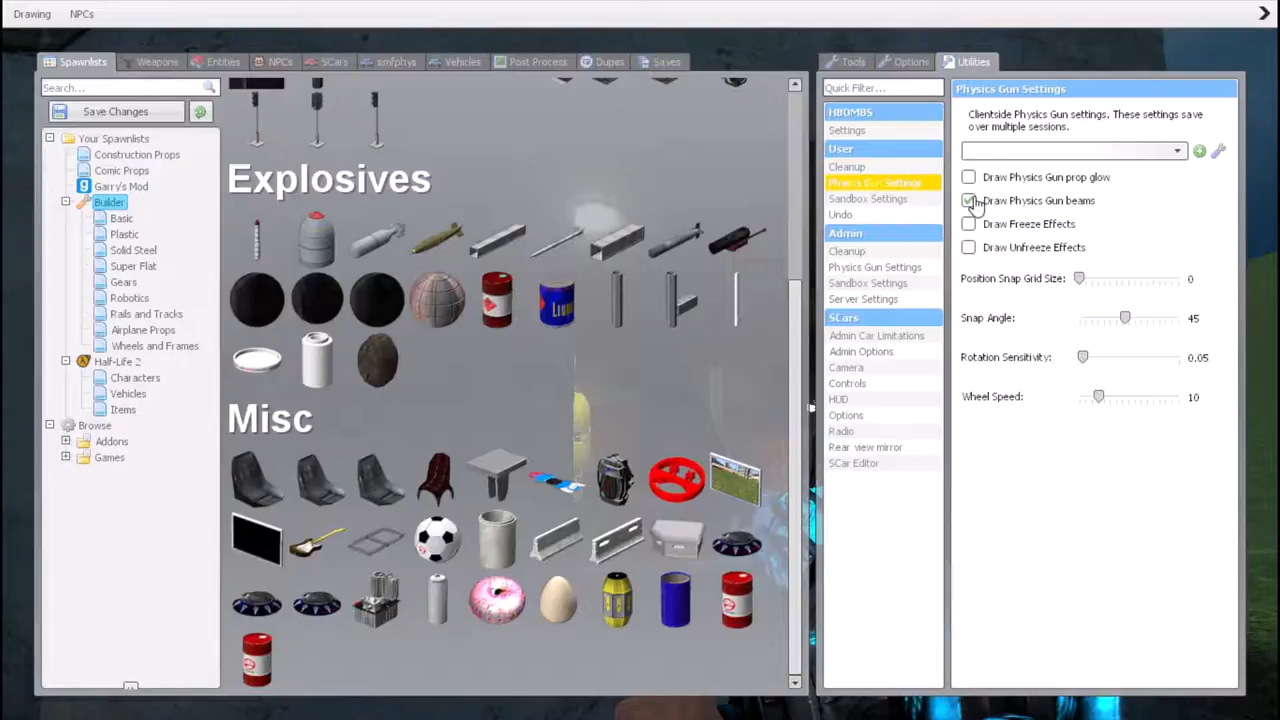 Drawing NPCs
Spawnlists Weapons Entities NPCs SCars simfphys Vehicles Post Process Dupes Saves
Tools Options Utilities
Search...
Save Changes
Your Spawnlists
Construction Props
Comic Props
Garry's Mod
Builder
Basic
Plastic
Solid Steel
Super Flat
Gears
Robotics
Rails and Tracks
Airplane Props
Wheels and Frames
Half-Life 2
Characters
Vehicles
Items
Browse
Addons
Games
Explosives
Misc
Quick Filter...
HBOMBS
Settings
User
Cleanup
Physics Gun Settings
Sandbox Settings
Undo
Admin
Cleanup
Physics Gun Settings
Sandbox Settings
Server Settings
SCars
Admin Car Limitations
Admin Options
Camera
Controls
HUD
Options
Radio
Rear view mirror
SCar Editor
Physics Gun Settings
Clientside Physics Gun settings. These settings save
over multiple sessions.
Draw Physics Gun prop glow
Draw Physics Gun beams
Draw Freeze Effects
Draw Unfreeze Effects
Position Snap Grid Size: 0
Snap Angle: 45
Rotation Sensitivity: 0.05
Wheel Speed: 10